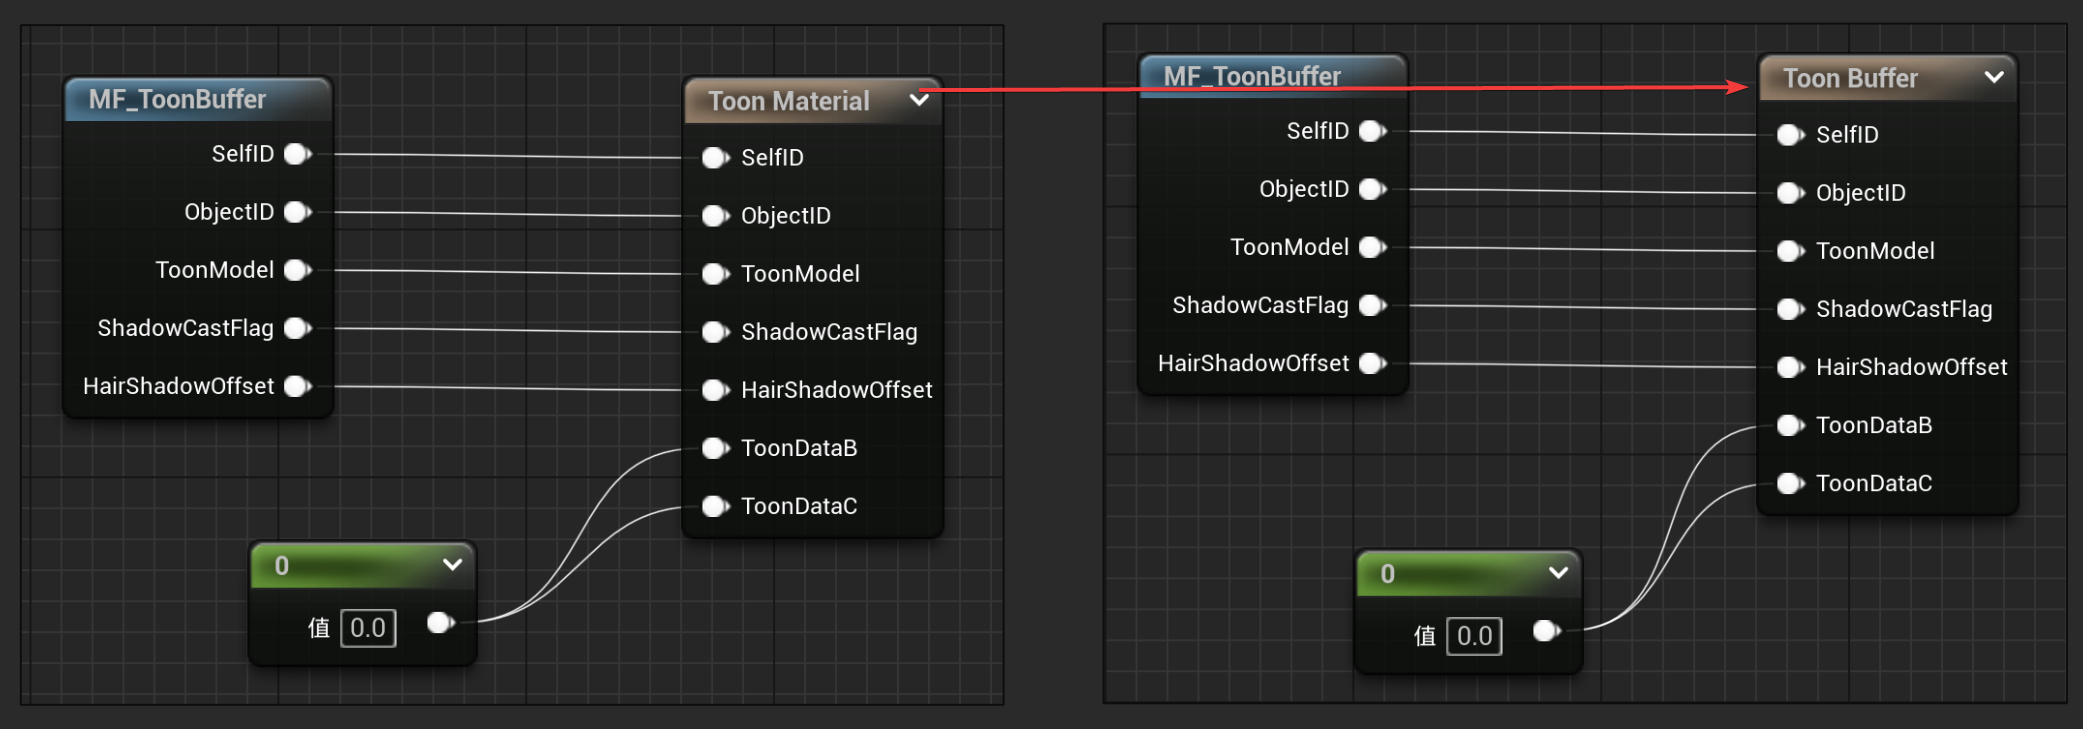 MF_ToonBuffer
SelfID
ObjectID
ToonModel
ShadowCastFlag
HairShadowOffset
Toon Material
SelfID
ObjectID
ToonModel
ShadowCastFlag
HairShadowOffset
ToonDataB
ToonDataC
0
值 0.0
MF_ToonBuffer
SelfID
ObjectID
ToonModel
ShadowCastFlag
HairShadowOffset
Toon Buffer
SelfID
ObjectID
ToonModel
ShadowCastFlag
HairShadowOffset
ToonDataB
ToonDataC
0
值 0.0